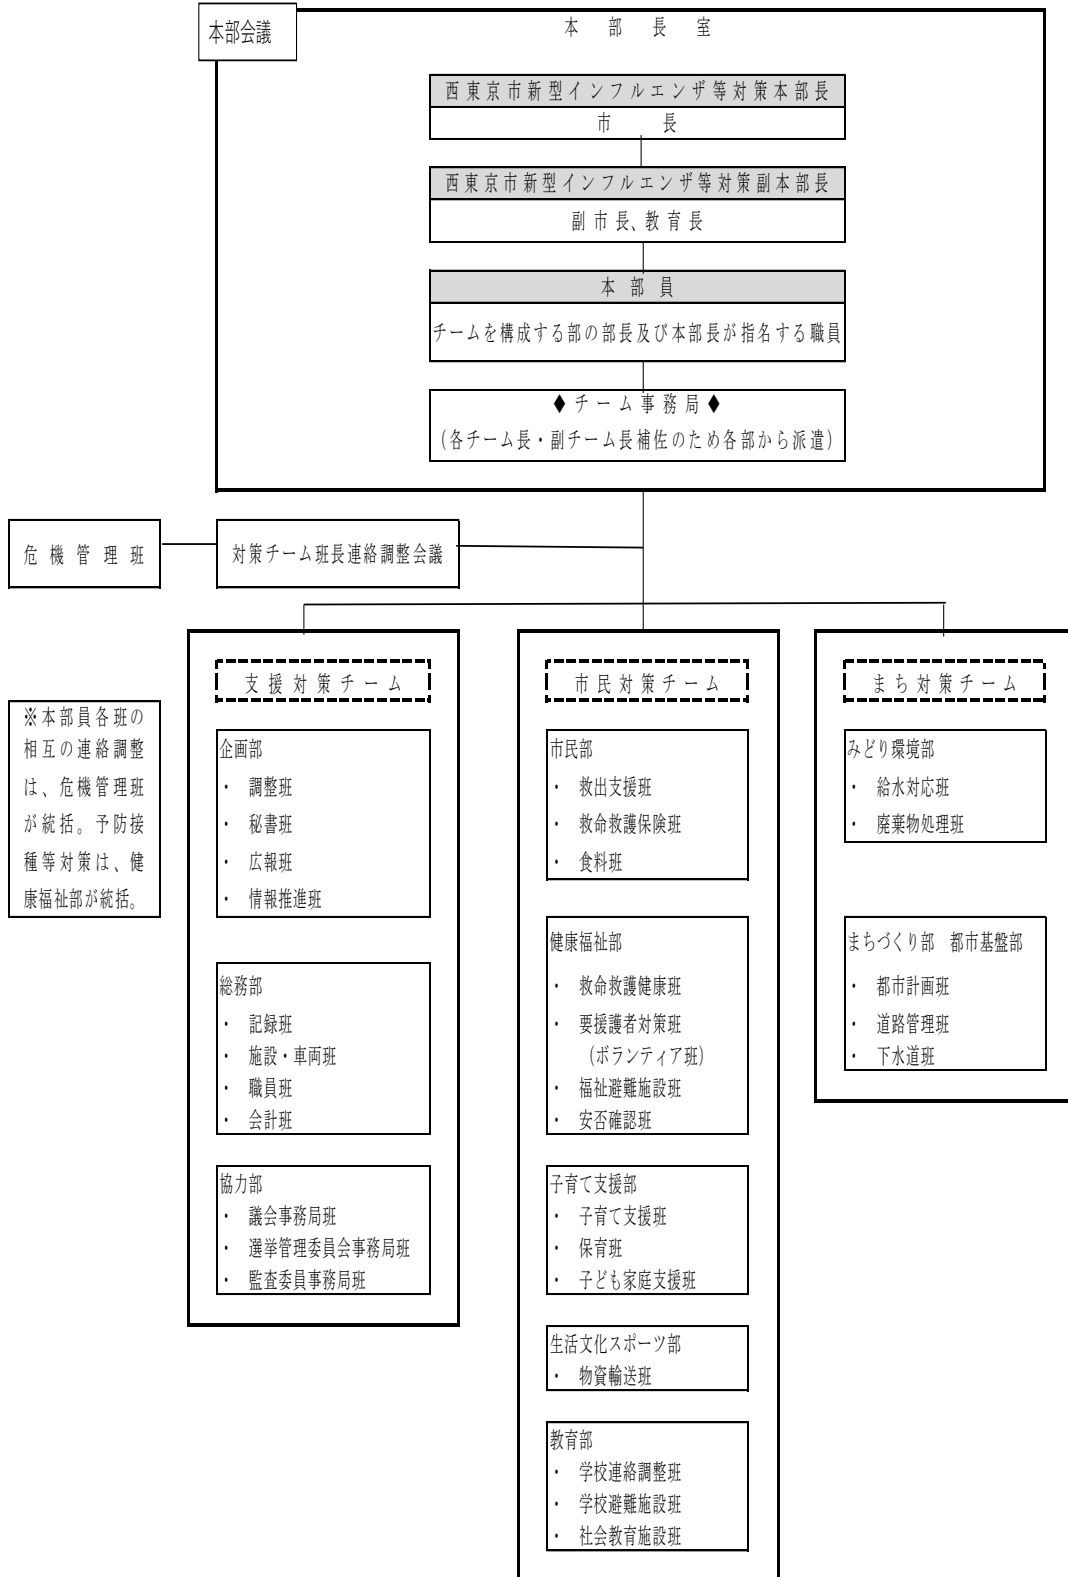 本部会議
本部長室
西東京市新型インフルエンザ等対策本部長
市長
西東京市新型インフルエンザ等対策副本部長
副市長、教育長
本部員
チームを構成する部の部長及び本部長が指名する職員
◆チーム事務局◆
(各チーム長・副チーム長補佐のため各部から派遣)
危機管理班
対策チーム班長連絡調整会議
※本部員各班の
相互の連絡調整
は、危機管理班
が統括。予防接
種等対策は、健
康福祉部が統括。
支援対策チーム
企画部
・ 調整班
・ 秘書班
・ 広報班
・ 情報推進班
総務部
・ 記録班
・ 施設・車両班
・ 職員班
・ 会計班
協力部
・ 議会事務局班
・ 選挙管理委員会事務局班
・ 監査委員事務局班
市民対策チーム
市民部
・ 救出支援班
・ 救命救護保険班
・ 食料班
健康福祉部
・ 救命救護健康班
・ 要援護者対策班
(ボランティア班)
・ 福祉避難施設班
・ 安否確認班
子育て支援部
・ 子育て支援班
・ 保育班
・ 子ども家庭支援班
生活文化スポーツ部
・ 物資輸送班
教育部
・ 学校連絡調整班
・ 学校避難施設班
・ 社会教育施設班
まち対策チーム
みどり環境部
・ 給水対応班
・ 廃棄物処理班
まちづくり部 都市基盤部
・ 都市計画班
・ 道路管理班
・ 下水道班